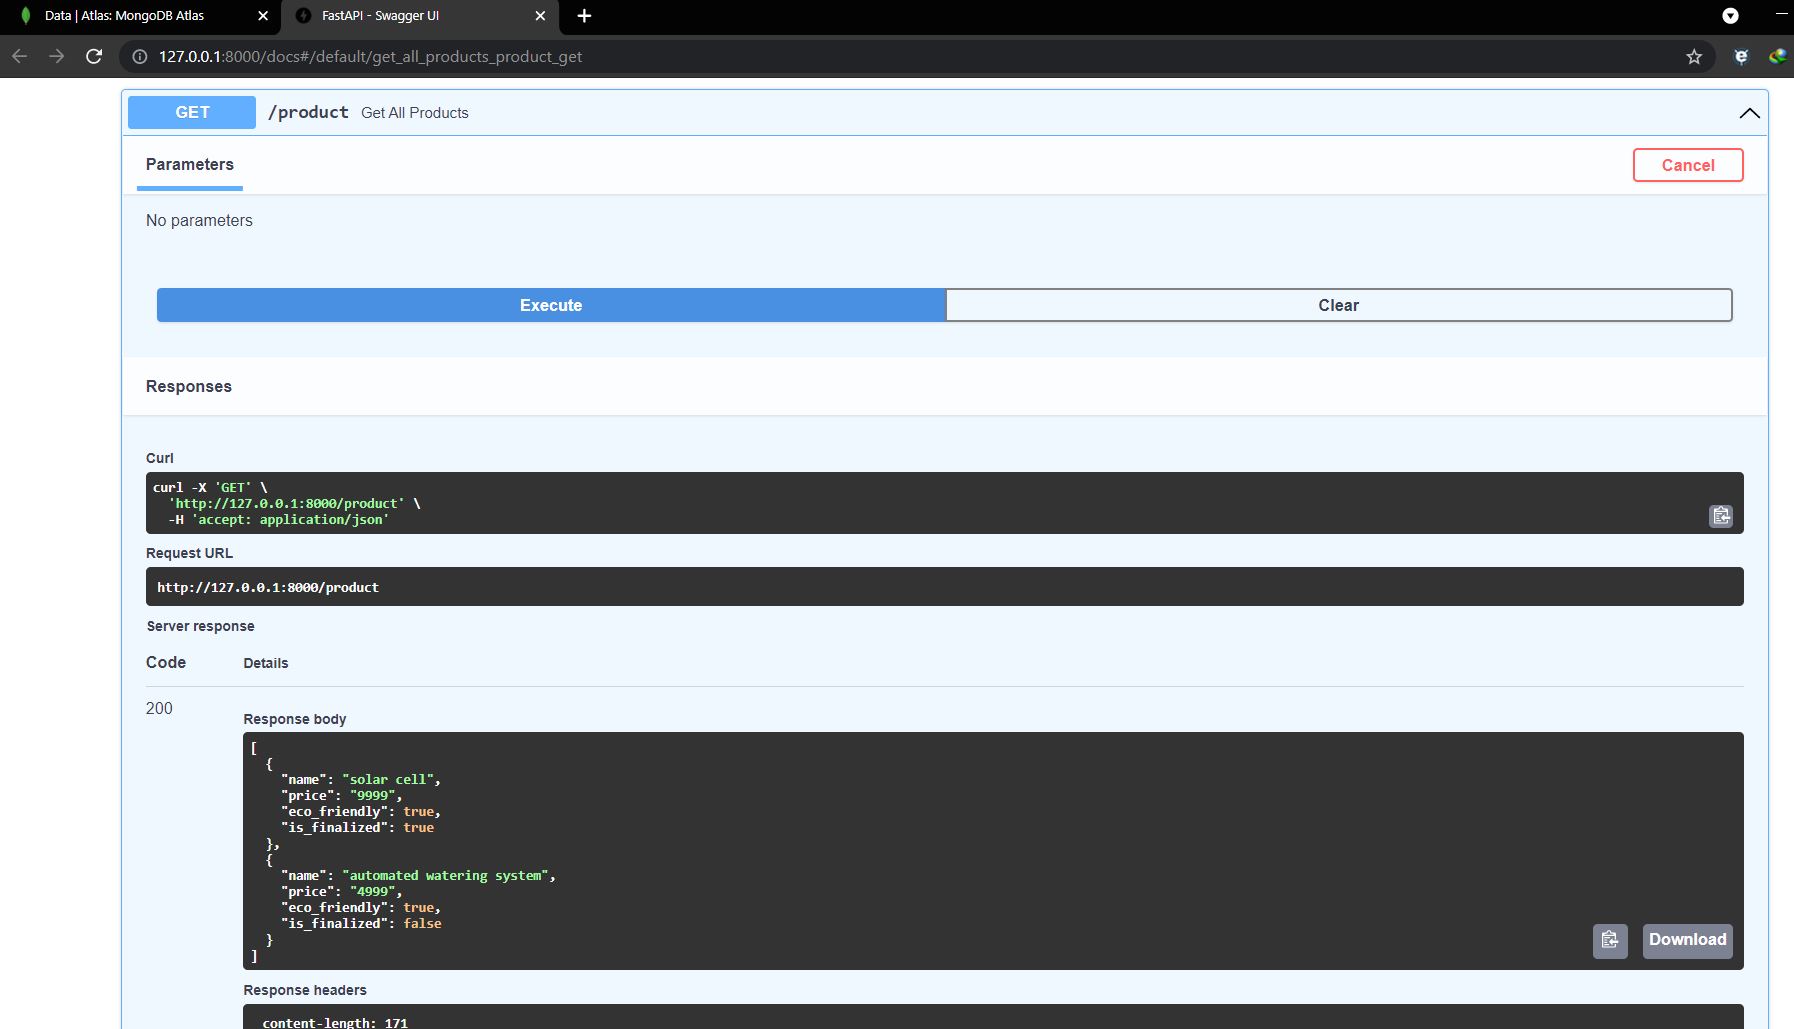 Data | Atlas: MongoDB Atlas
FastAPI - Swagger UI
127.0.0.1:8000/docs#/default/get_all_products_product_get
GET /product Get All Products
Parameters
Cancel
No parameters
Execute
Clear
Responses
Curl
curl -X 'GET' \
'http://127.0.0.1:8000/product' \
-H 'accept: application/json'
Request URL
http://127.0.0.1:8000/product
Server response
Code Details
200
Response body
[
{
"name": "solar cell",
"price": "9999",
"eco_friendly": true,
"is_finalized": true
},
{
"name": "automated watering system",
"price": "4999",
"eco_friendly": true,
"is_finalized": false
}
]
Download
Response headers
content-length: 171